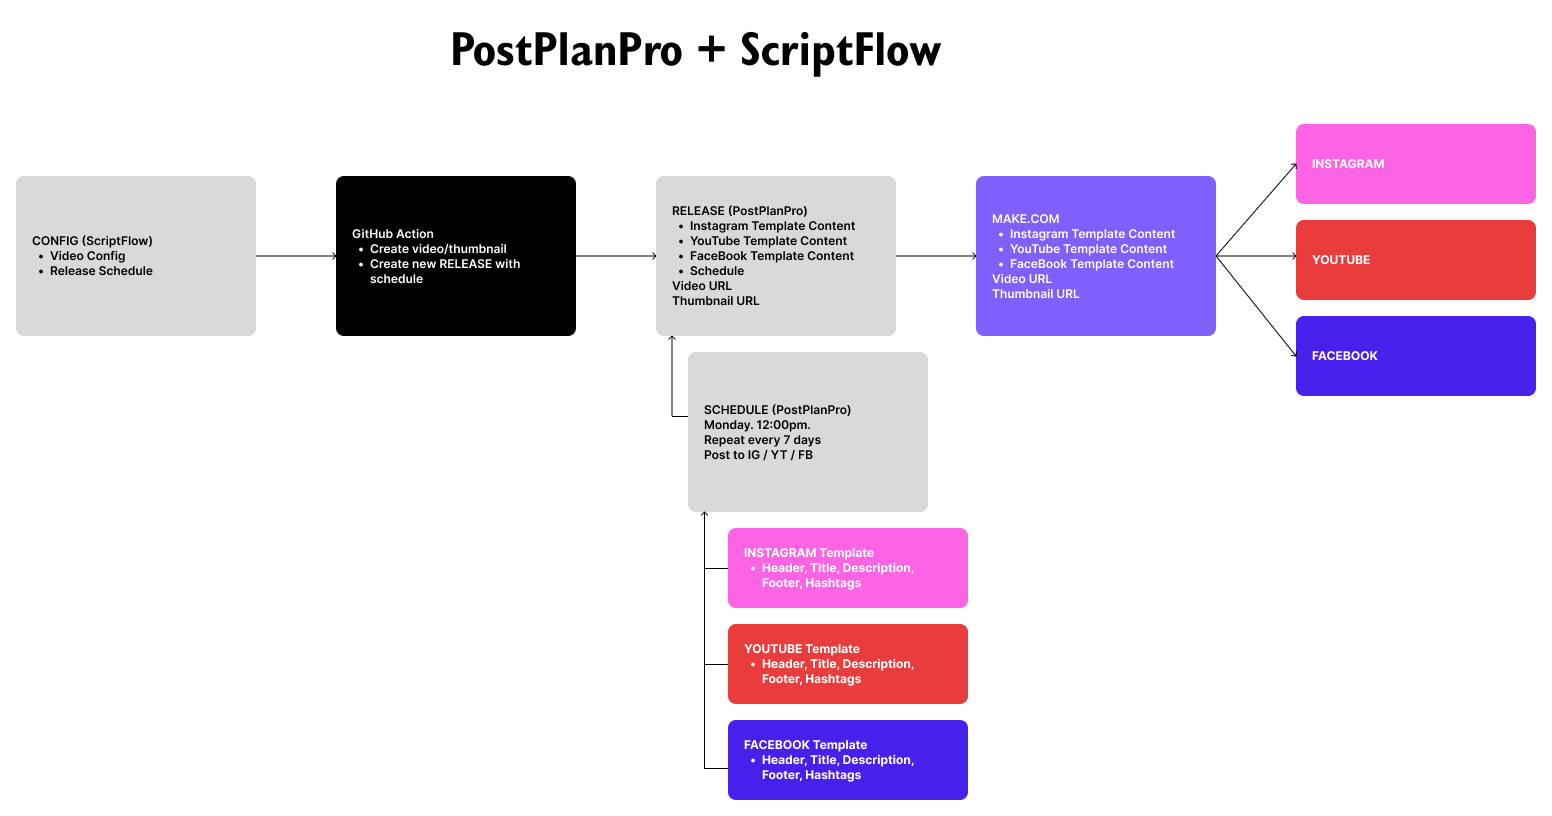 PostPlanPro + ScriptFlow
CONFIG (ScriptFlow)
• Video Config
• Release Schedule
GitHub Action
• Create video/thumbnail
• Create new RELEASE with
schedule
RELEASE (PostPlanPro)
• Instagram Template Content
• YouTube Template Content
• FaceBook Template Content
• Schedule
Video URL
Thumbnail URL
MAKE.COM
• Instagram Template Content
• YouTube Template Content
• FaceBook Template Content
Video URL
Thumbnail URL
INSTAGRAM
YOUTUBE
FACEBOOK
SCHEDULE (PostPlanPro)
Monday. 12:00pm.
Repeat every 7 days
Post to IG / YT / FB
INSTAGRAM Template
• Header, Title, Description,
Footer, Hashtags
YOUTUBE Template
• Header, Title, Description,
Footer, Hashtags
FACEBOOK Template
• Header, Title, Description,
Footer, Hashtags